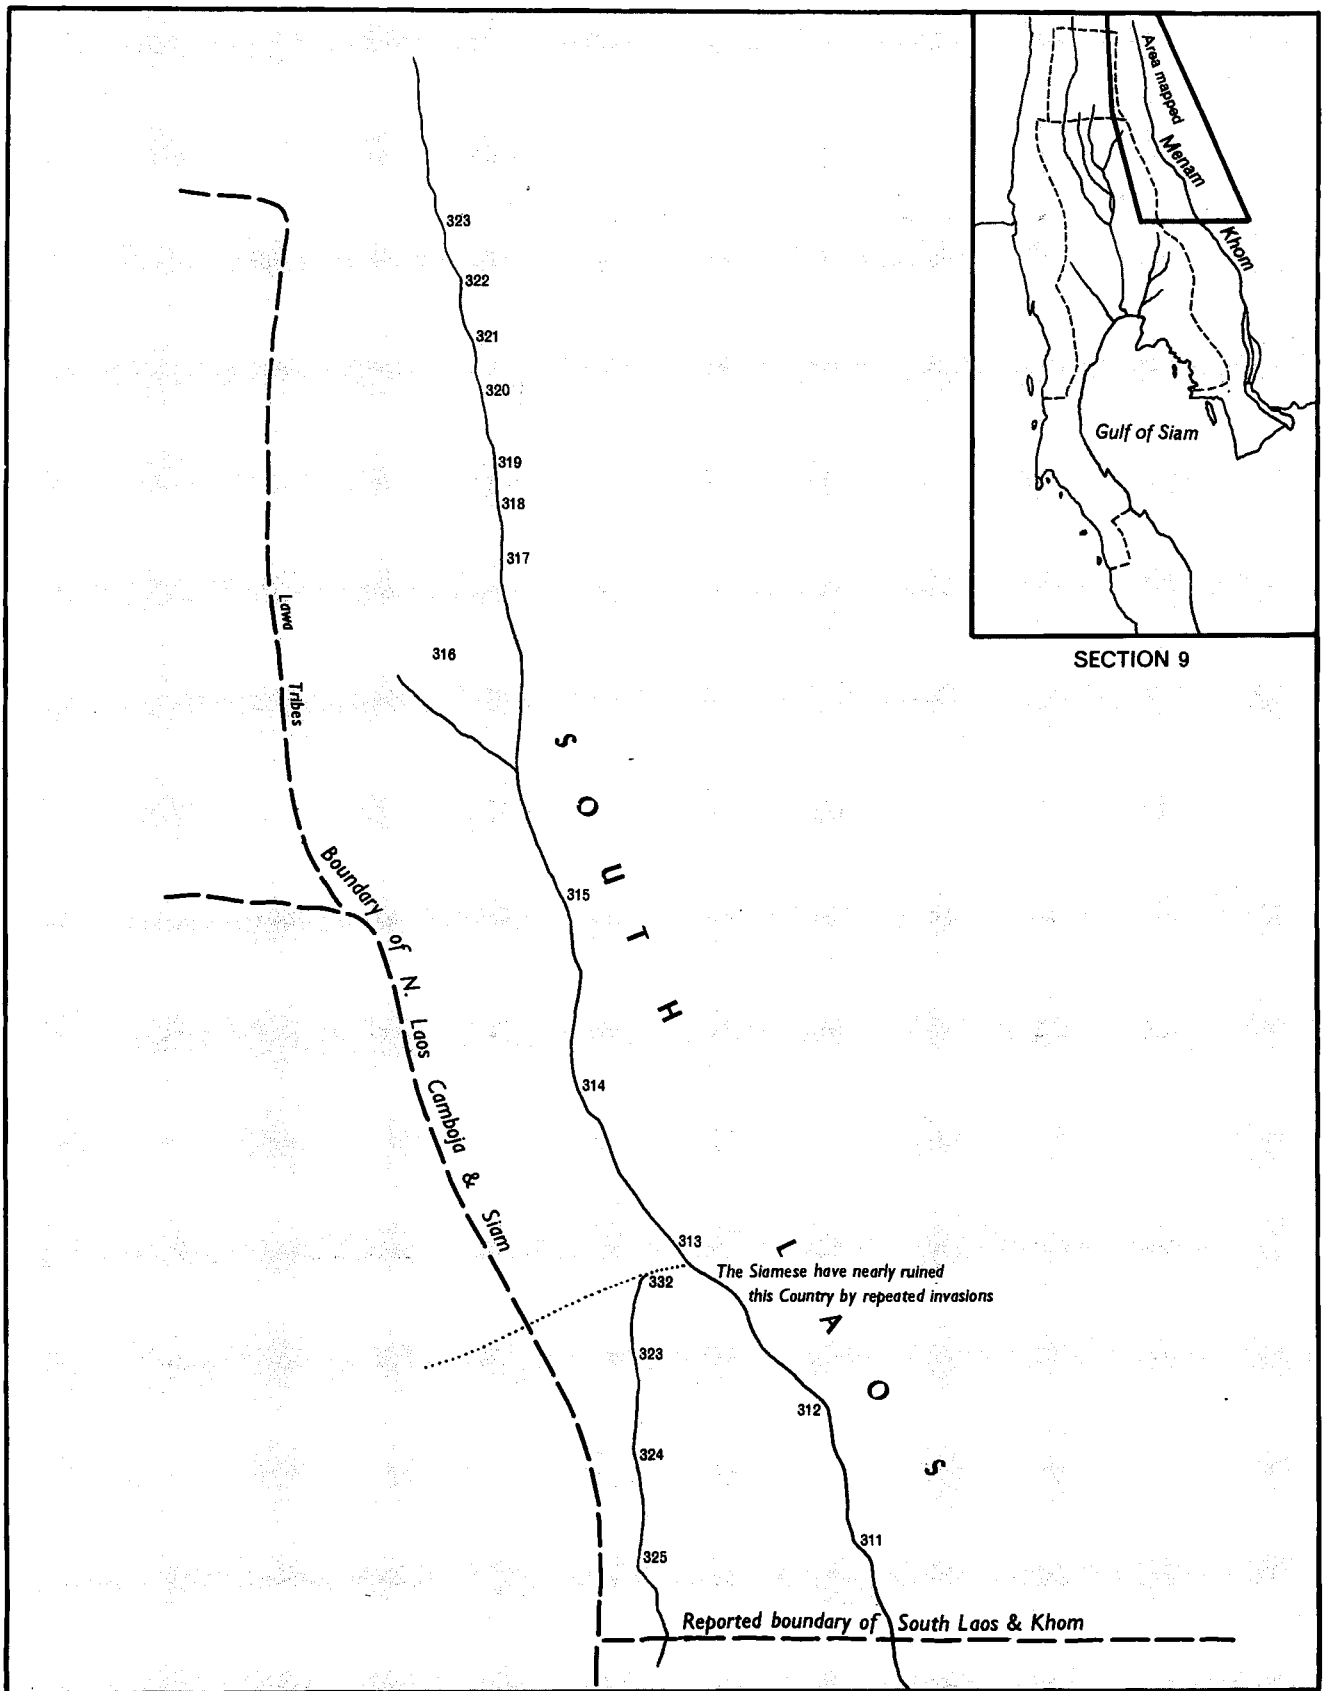 Area mapped
Menam
Khom
Gulf of Siam
SECTION 9
323
322
321
320
319
318
317
316
Lawa
Tribes
SOUTH
Boundary of N. Laos Camboja & Siam
315
314
313
LAOS
The Siamese have nearly ruined
this Country by repeated invasions
332
323
312
324
311
325
Reported boundary of South Laos & Khom